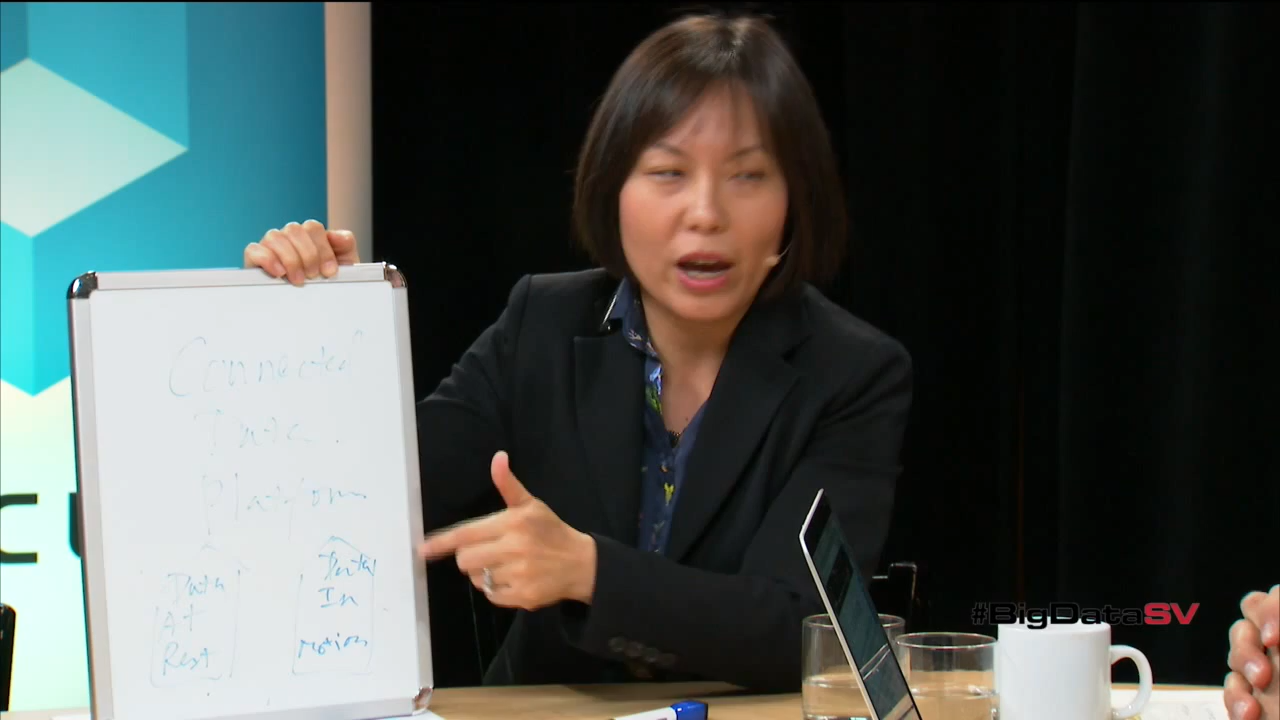 Connected
Data
Platform
Data
At
Rest
Data
In
Motion
#BigDataSV